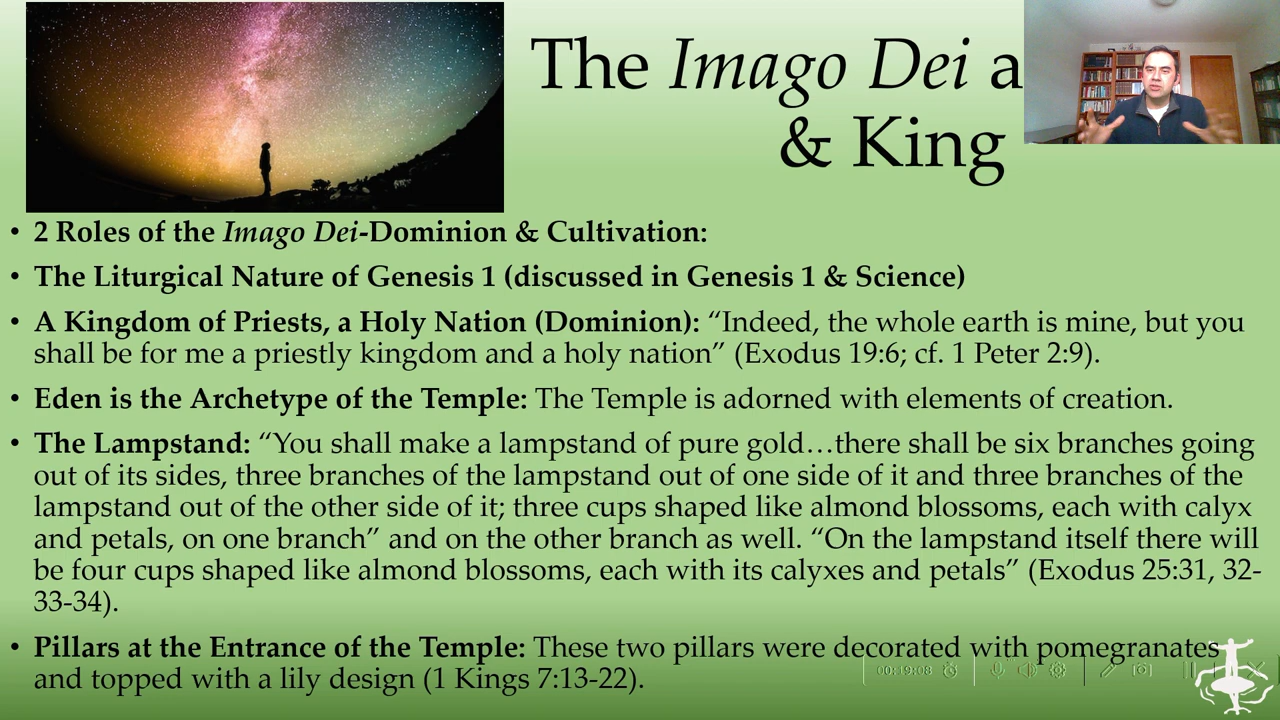 The Imago Dei a
& King
• 2 Roles of the Imago Dei-Dominion & Cultivation:
• The Liturgical Nature of Genesis 1 (discussed in Genesis 1 & Science)
• A Kingdom of Priests, a Holy Nation (Dominion): “Indeed, the whole earth is mine, but you
shall be for me a priestly kingdom and a holy nation” (Exodus 19:6; cf. 1 Peter 2:9).
• Eden is the Archetype of the Temple: The Temple is adorned with elements of creation.
• The Lampstand: “You shall make a lampstand of pure gold…there shall be six branches going
out of its sides, three branches of the lampstand out of one side of it and three branches of the
lampstand out of the other side of it; three cups shaped like almond blossoms, each with calyx
and petals, on one branch” and on the other branch as well. “On the lampstand itself there will
be four cups shaped like almond blossoms, each with its calyxes and petals” (Exodus 25:31, 32-
33-34).
• Pillars at the Entrance of the Temple: These two pillars were decorated with pomegranates
and topped with a lily design (1 Kings 7:13-22).
00:19:08